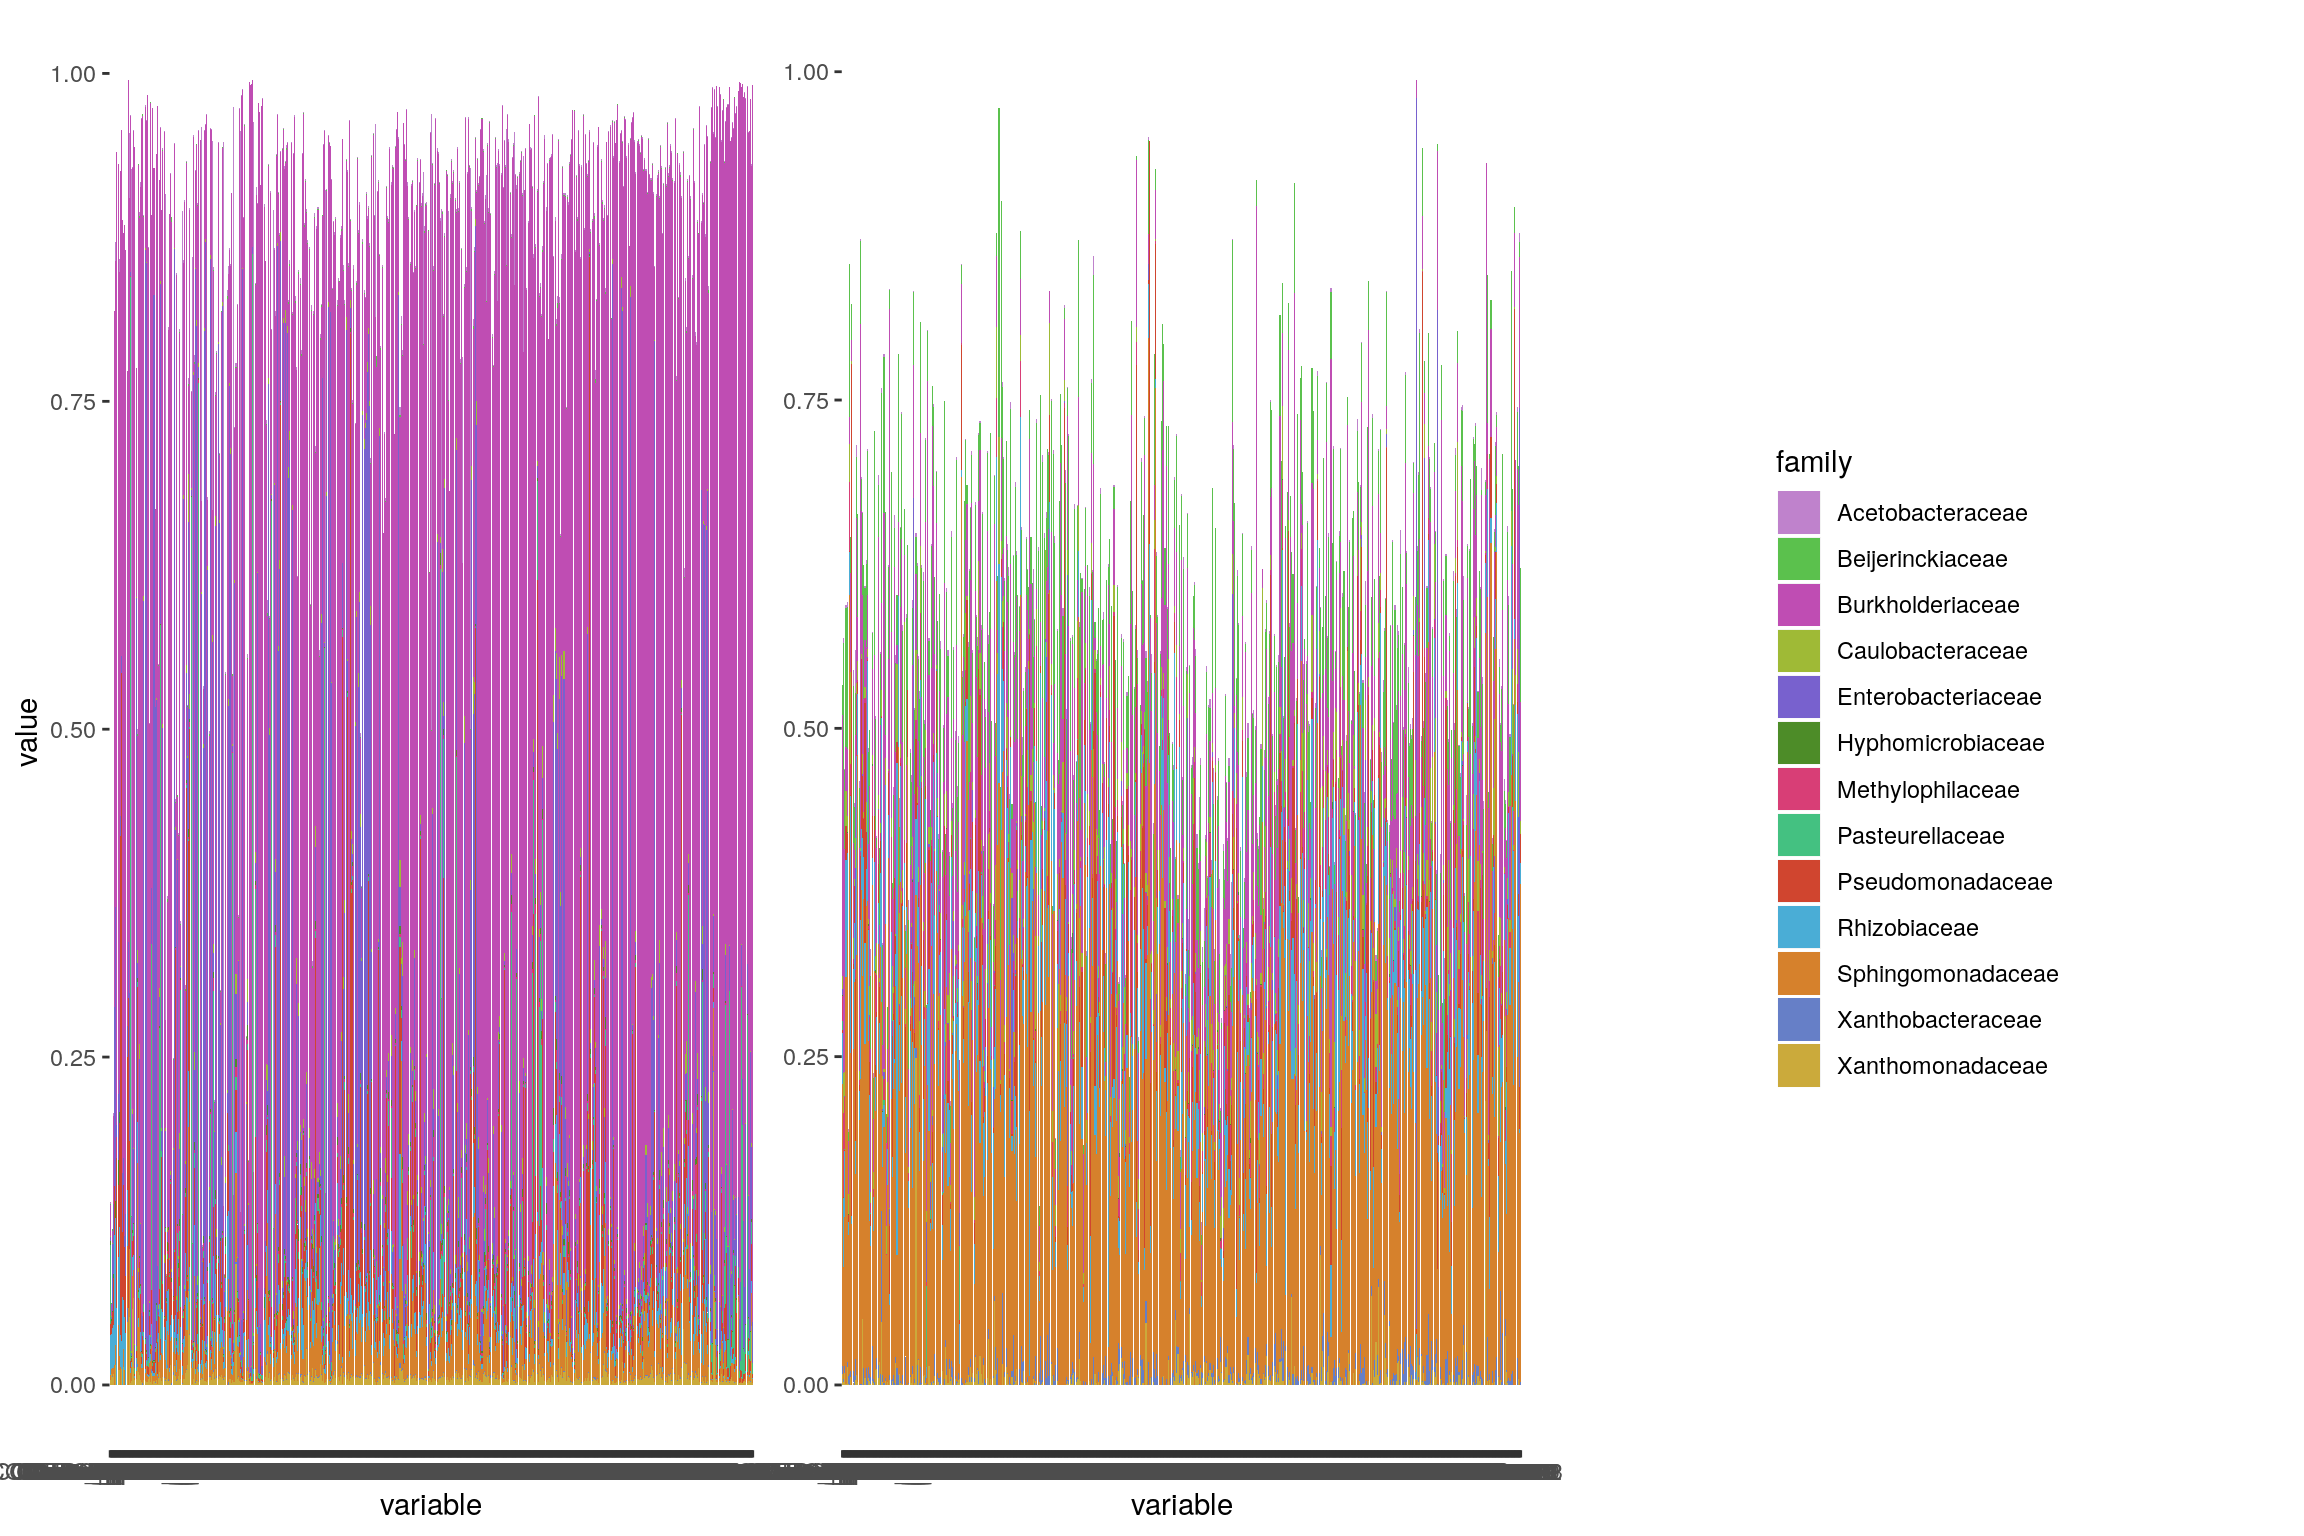 value
1.00
0.75
0.50
0.25
0.00
variable
1.00
0.75
0.50
0.25
0.00
variable
family
Acetobacteraceae
Beijerinckiaceae
Burkholderiaceae
Caulobacteraceae
Enterobacteriaceae
Hyphomicrobiaceae
Methylophilaceae
Pasteurellaceae
Pseudomonadaceae
Rhizobiaceae
Sphingomonadaceae
Xanthobacteraceae
Xanthomonadaceae